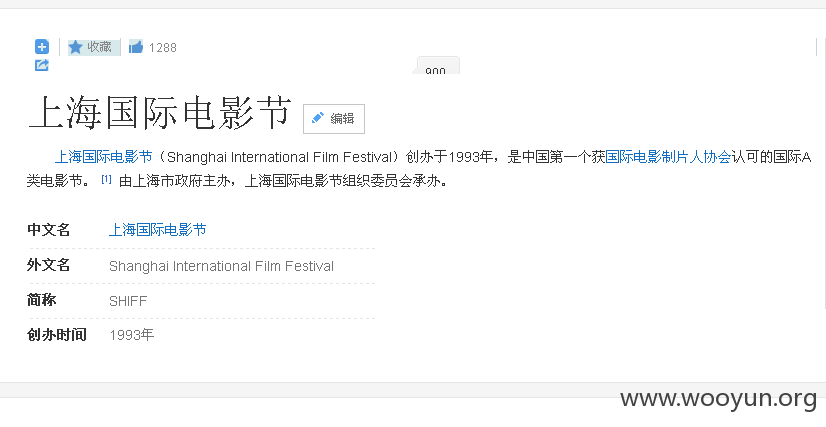 收藏 1288
900
上海国际电影节 编辑
上海国际电影节（Shanghai International Film Festival）创办于1993年，是中国第一个获国际电影制片人协会认可的国际A
类电影节。 [1] 由上海市政府主办，上海国际电影节组织委员会承办。
中文名 上海国际电影节
外文名 Shanghai International Film Festival
简称 SHIFF
创办时间 1993年
www.wooyun.org